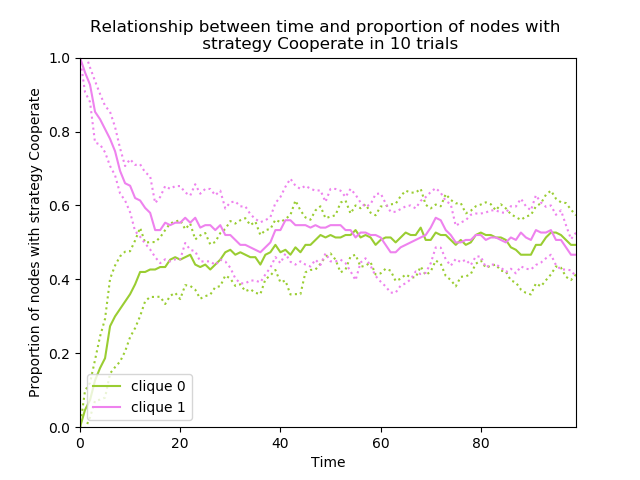 Relationship between time and proportion of nodes with
strategy Cooperate in 10 trials
Proportion of nodes with strategy Cooperate
1.0
0.8
0.6
0.4
0.2
0.0
clique 0
clique 1
0
20
40
60
80
Time